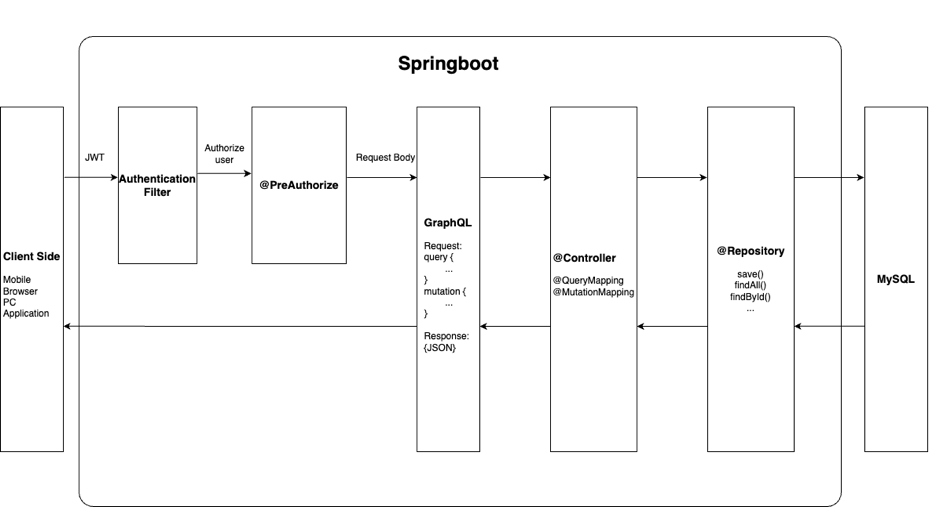 Springboot
JWT
Authentication
Filter
Authorize
user
@PreAuthorize
Request Body
Client Side
Mobile
Browser
PC
Application
GraphQL
Request:
query {
...
}
mutation {
...
}
Response:
{JSON}
@Controller
@QueryMapping
@MutationMapping
@Repository
save()
findAll()
findById()
...
MySQL